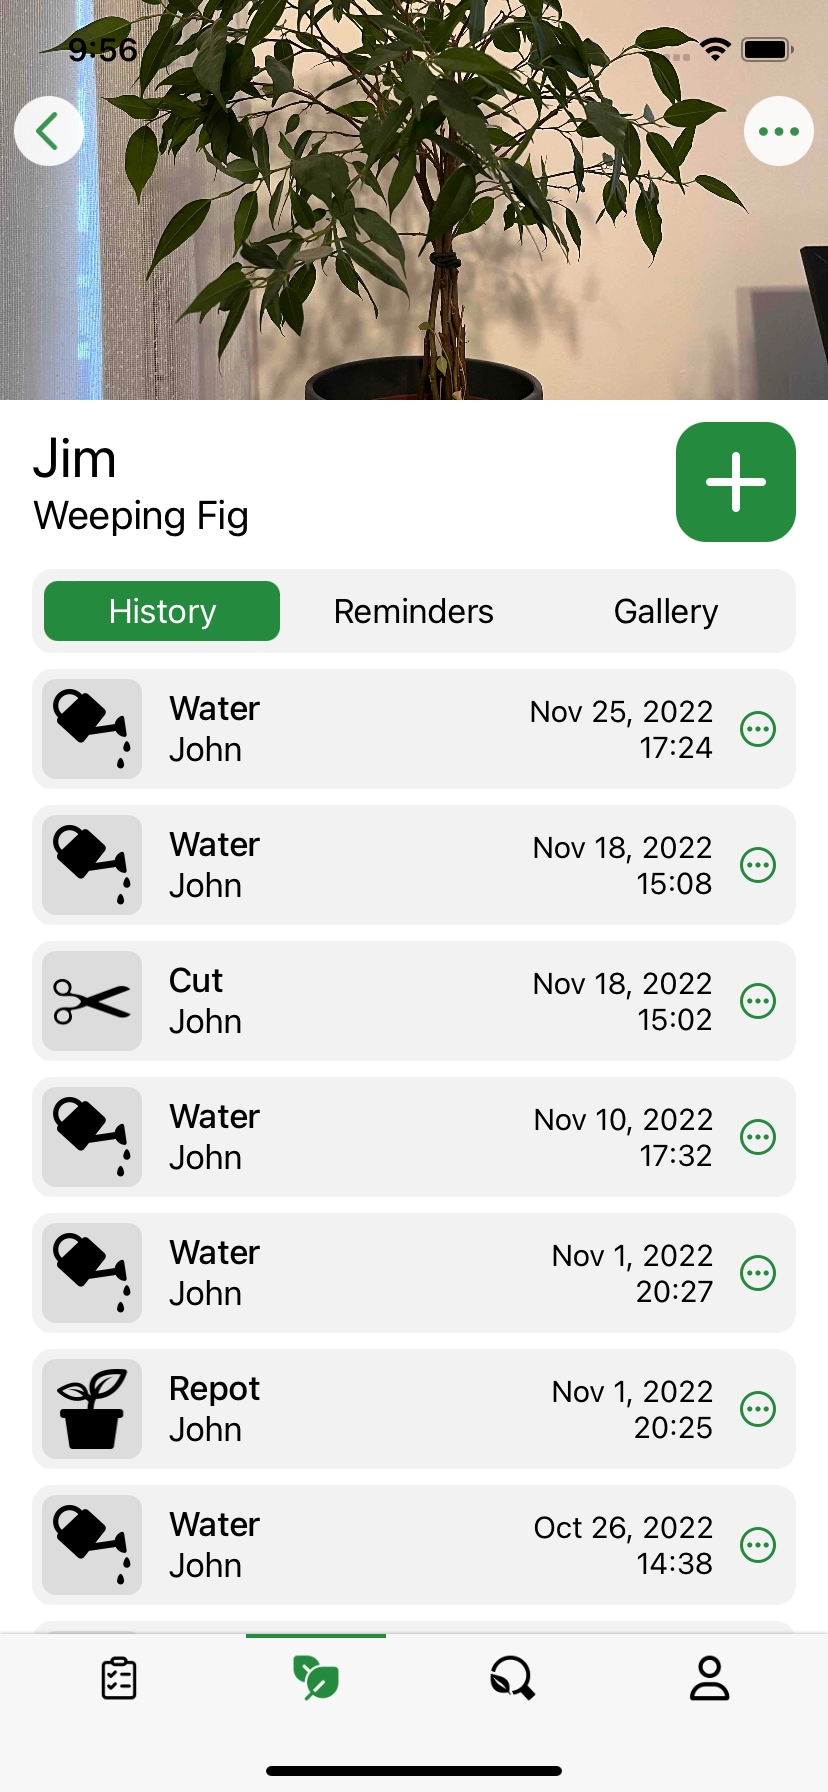 9:56
Jim
Weeping Fig
History Reminders Gallery
Water
John
Nov 25, 2022
17:24
Water
John
Nov 18, 2022
15:08
Cut
John
Nov 18, 2022
15:02
Water
John
Nov 10, 2022
17:32
Water
John
Nov 1, 2022
20:27
Repot
John
Nov 1, 2022
20:25
Water
John
Oct 26, 2022
14:38